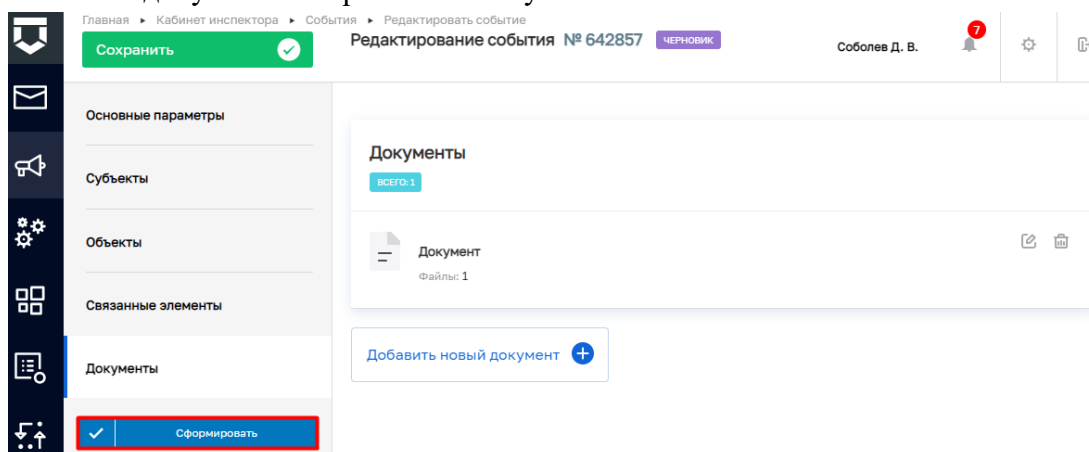 Главная ▸ Кабинет инспектора ▸ События ▸ Редактировать событие
Сохранить
Редактирование события № 642857 ЧЕРНОВИК
Соболев Д. В.
7
Основные параметры
Субъекты
Объекты
Связанные элементы
Документы
Сформировать
Документы
ВСЕГО: 1
Документ
Файлы: 1
Добавить новый документ